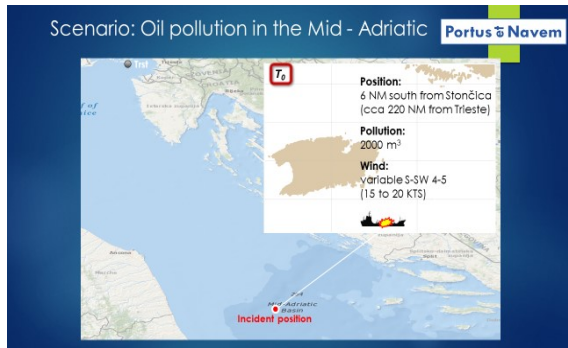 Scenario: Oil pollution in the Mid - Adriatic
Portus & Navem
T0
Position:
6 NM south from Stončica
(cca 220 NM from Trieste)
Pollution:
2000 m³
Wind:
variable S-SW 4-5
(15 to 20 KTS)
Trst
Mid-Adriatic
Basin
Incident position